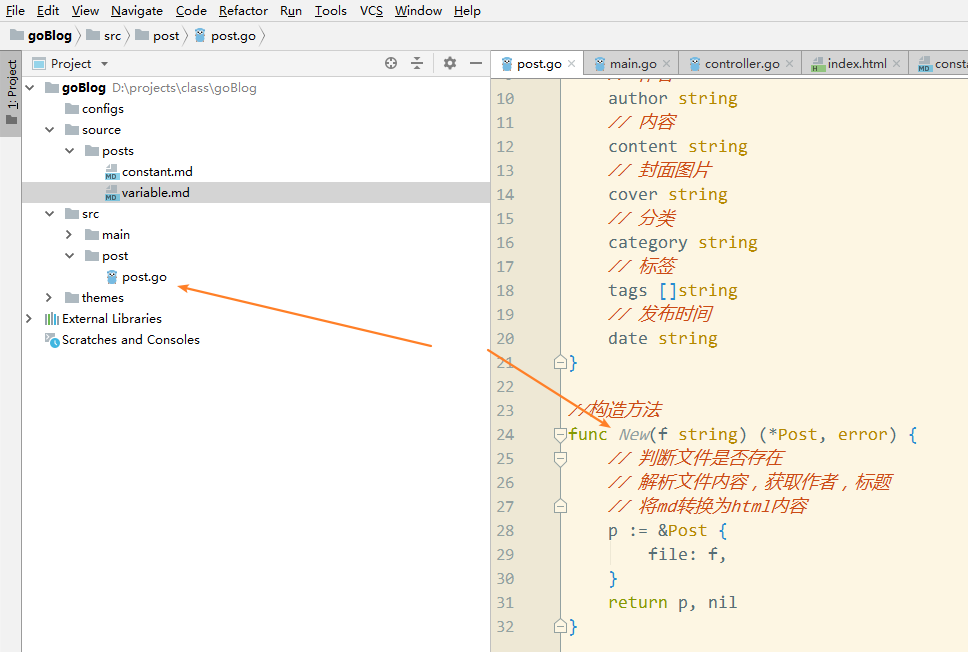 File Edit View Navigate Code Refactor Run Tools VCS Window Help
goBlog src post post.go
1: Project
Project
goBlog D:\projects\class\goBlog
configs
source
posts
constant.md
variable.md
src
main
post
post.go
themes
External Libraries
Scratches and Consoles
post.go main.go controller.go index.html consta
10 author string
11 // 内容
12 content string
13 // 封面图片
14 cover string
15 // 分类
16 category string
17 // 标签
18 tags []string
19 // 发布时间
20 date string
21 }
22
23 //构造方法
24 func New(f string) (*Post, error) {
25 // 判断文件是否存在
26 // 解析文件内容，获取作者，标题
27 // 将md转换为html内容
28 p := &Post {
29 file: f,
30 }
31 return p, nil
32 }